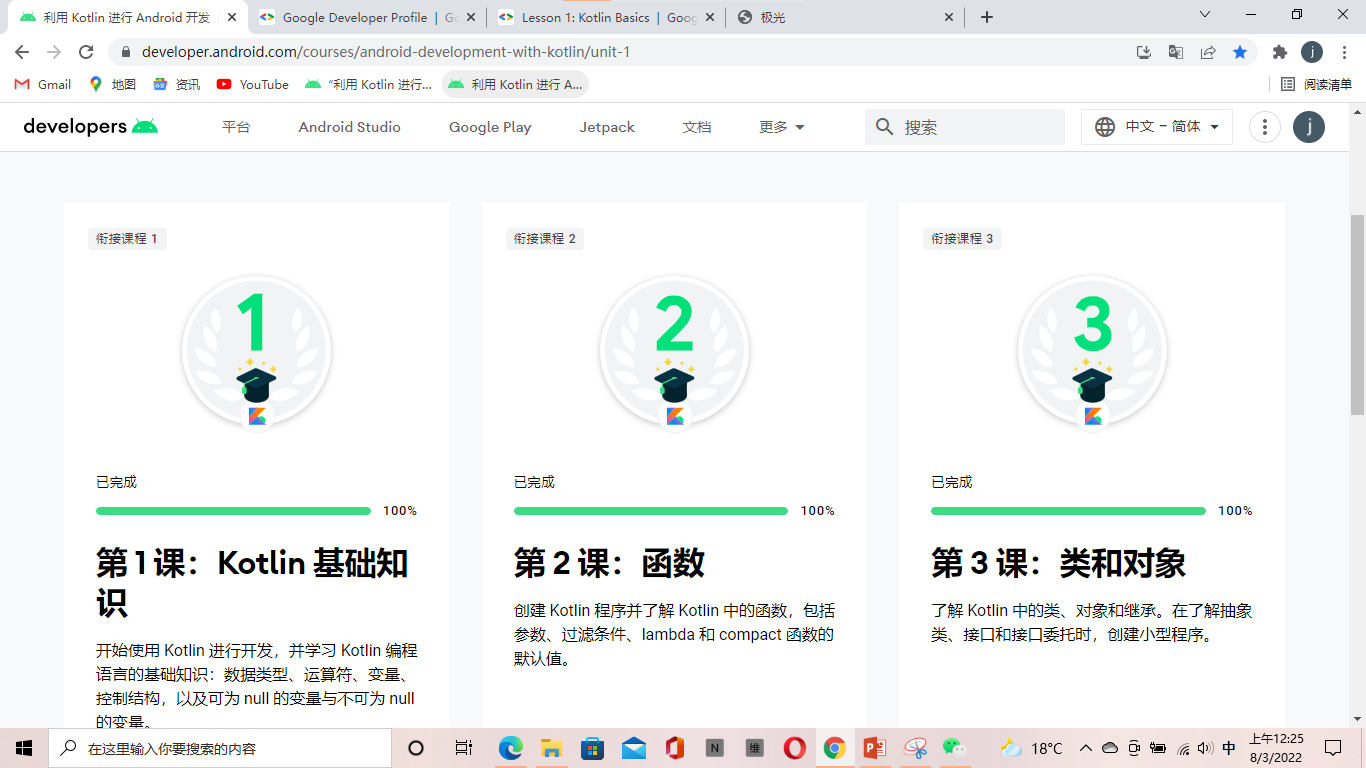 利用 Kotlin 进行 Android 开发
Google Developer Profile | Go
Lesson 1: Kotlin Basics | Goog
极光
developer.android.com/courses/android-development-with-kotlin/unit-1
j
Gmail
地图
资讯
YouTube
“利用 Kotlin 进行...
利用 Kotlin 进行 A...
阅读清单
developers
平台
Android Studio
Google Play
Jetpack
文档
更多
搜索
中文 – 简体
j
衔接课程 1
1
已完成
100%
第 1 课：Kotlin 基础知
识
开始使用 Kotlin 进行开发，并学习 Kotlin 编程
语言的基础知识：数据类型、运算符、变量、
控制结构，以及可为 null 的变量与不可为 null
的变量。
衔接课程 2
2
已完成
100%
第 2 课：函数
创建 Kotlin 程序并了解 Kotlin 中的函数，包括
参数、过滤条件、lambda 和 compact 函数的
默认值。
衔接课程 3
3
已完成
100%
第 3 课：类和对象
了解 Kotlin 中的类、对象和继承。在了解抽象
类、接口和接口委托时，创建小型程序。
在这里输入你要搜索的内容
N
维
18°C
中
上午12:25
8/3/2022